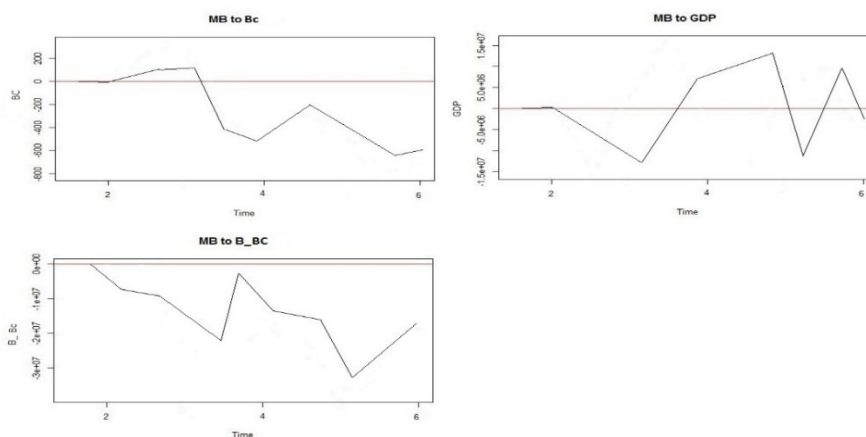 MB to Bc
200
0
-200
-400
-600
-800
BC
2
4
6
Time
MB to GDP
1.5e+07
5.0e+06
-5.0e+06
-1.5e+07
GDP
2
4
6
Time
MB to B_BC
0e+00
-1e+07
-2e+07
-3e+07
B_Bc
2
4
6
Time